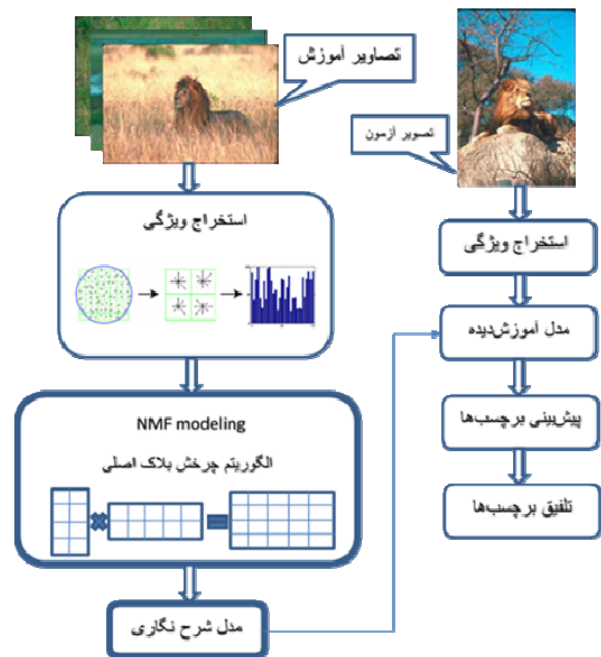 تصاویر آموزش
تصویر آزمون
استخراج ویژگی
NMF modeling
الگوریتم چرخش بلاک اصلی
مدل شرح نگاری
استخراج ویژگی
مدل آموزش‌دیده
پیش‌بینی برچسب‌ها
تلفیق برچسب‌ها